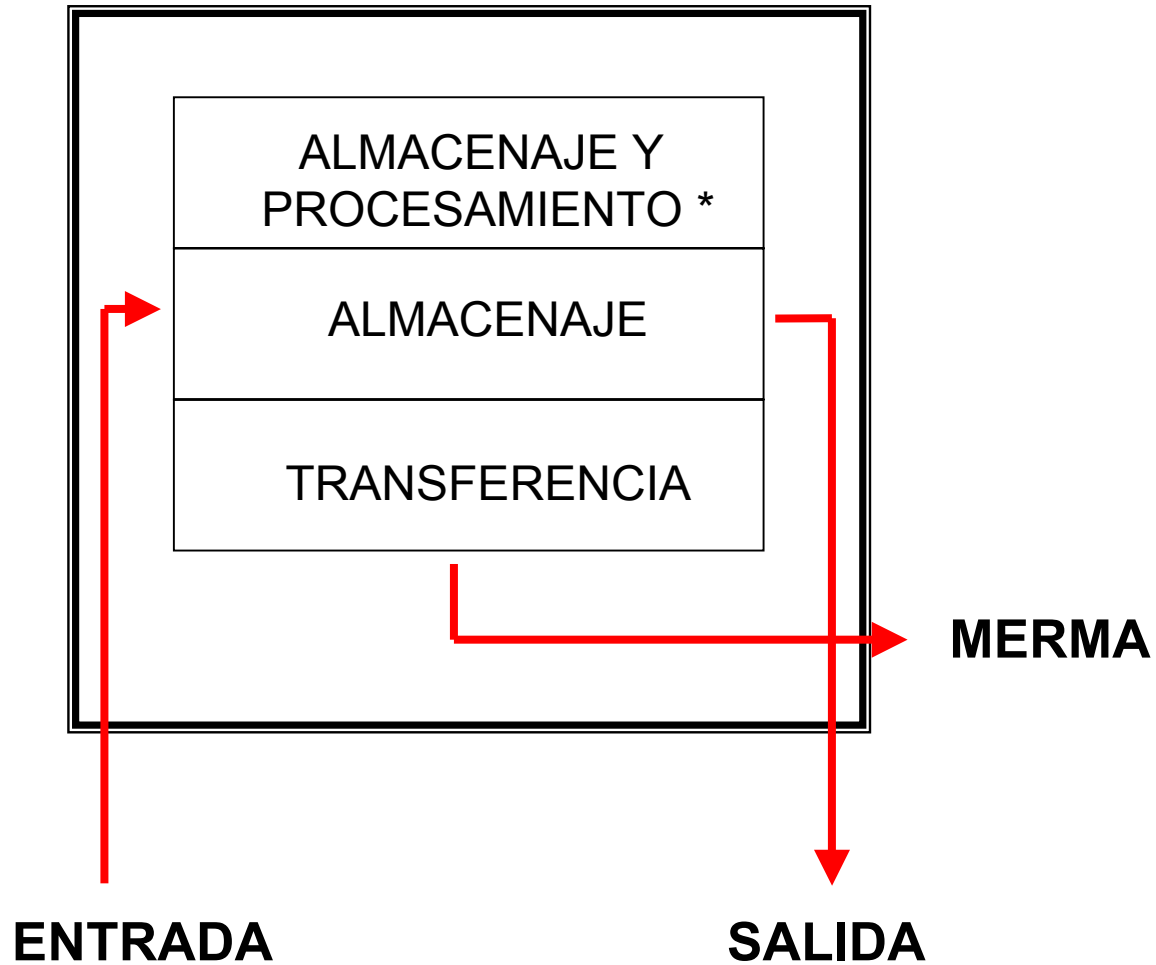 ALMACENAJE Y
PROCESAMIENTO *
ALMACENAJE
TRANSFERENCIA
MERMA
ENTRADA
SALIDA